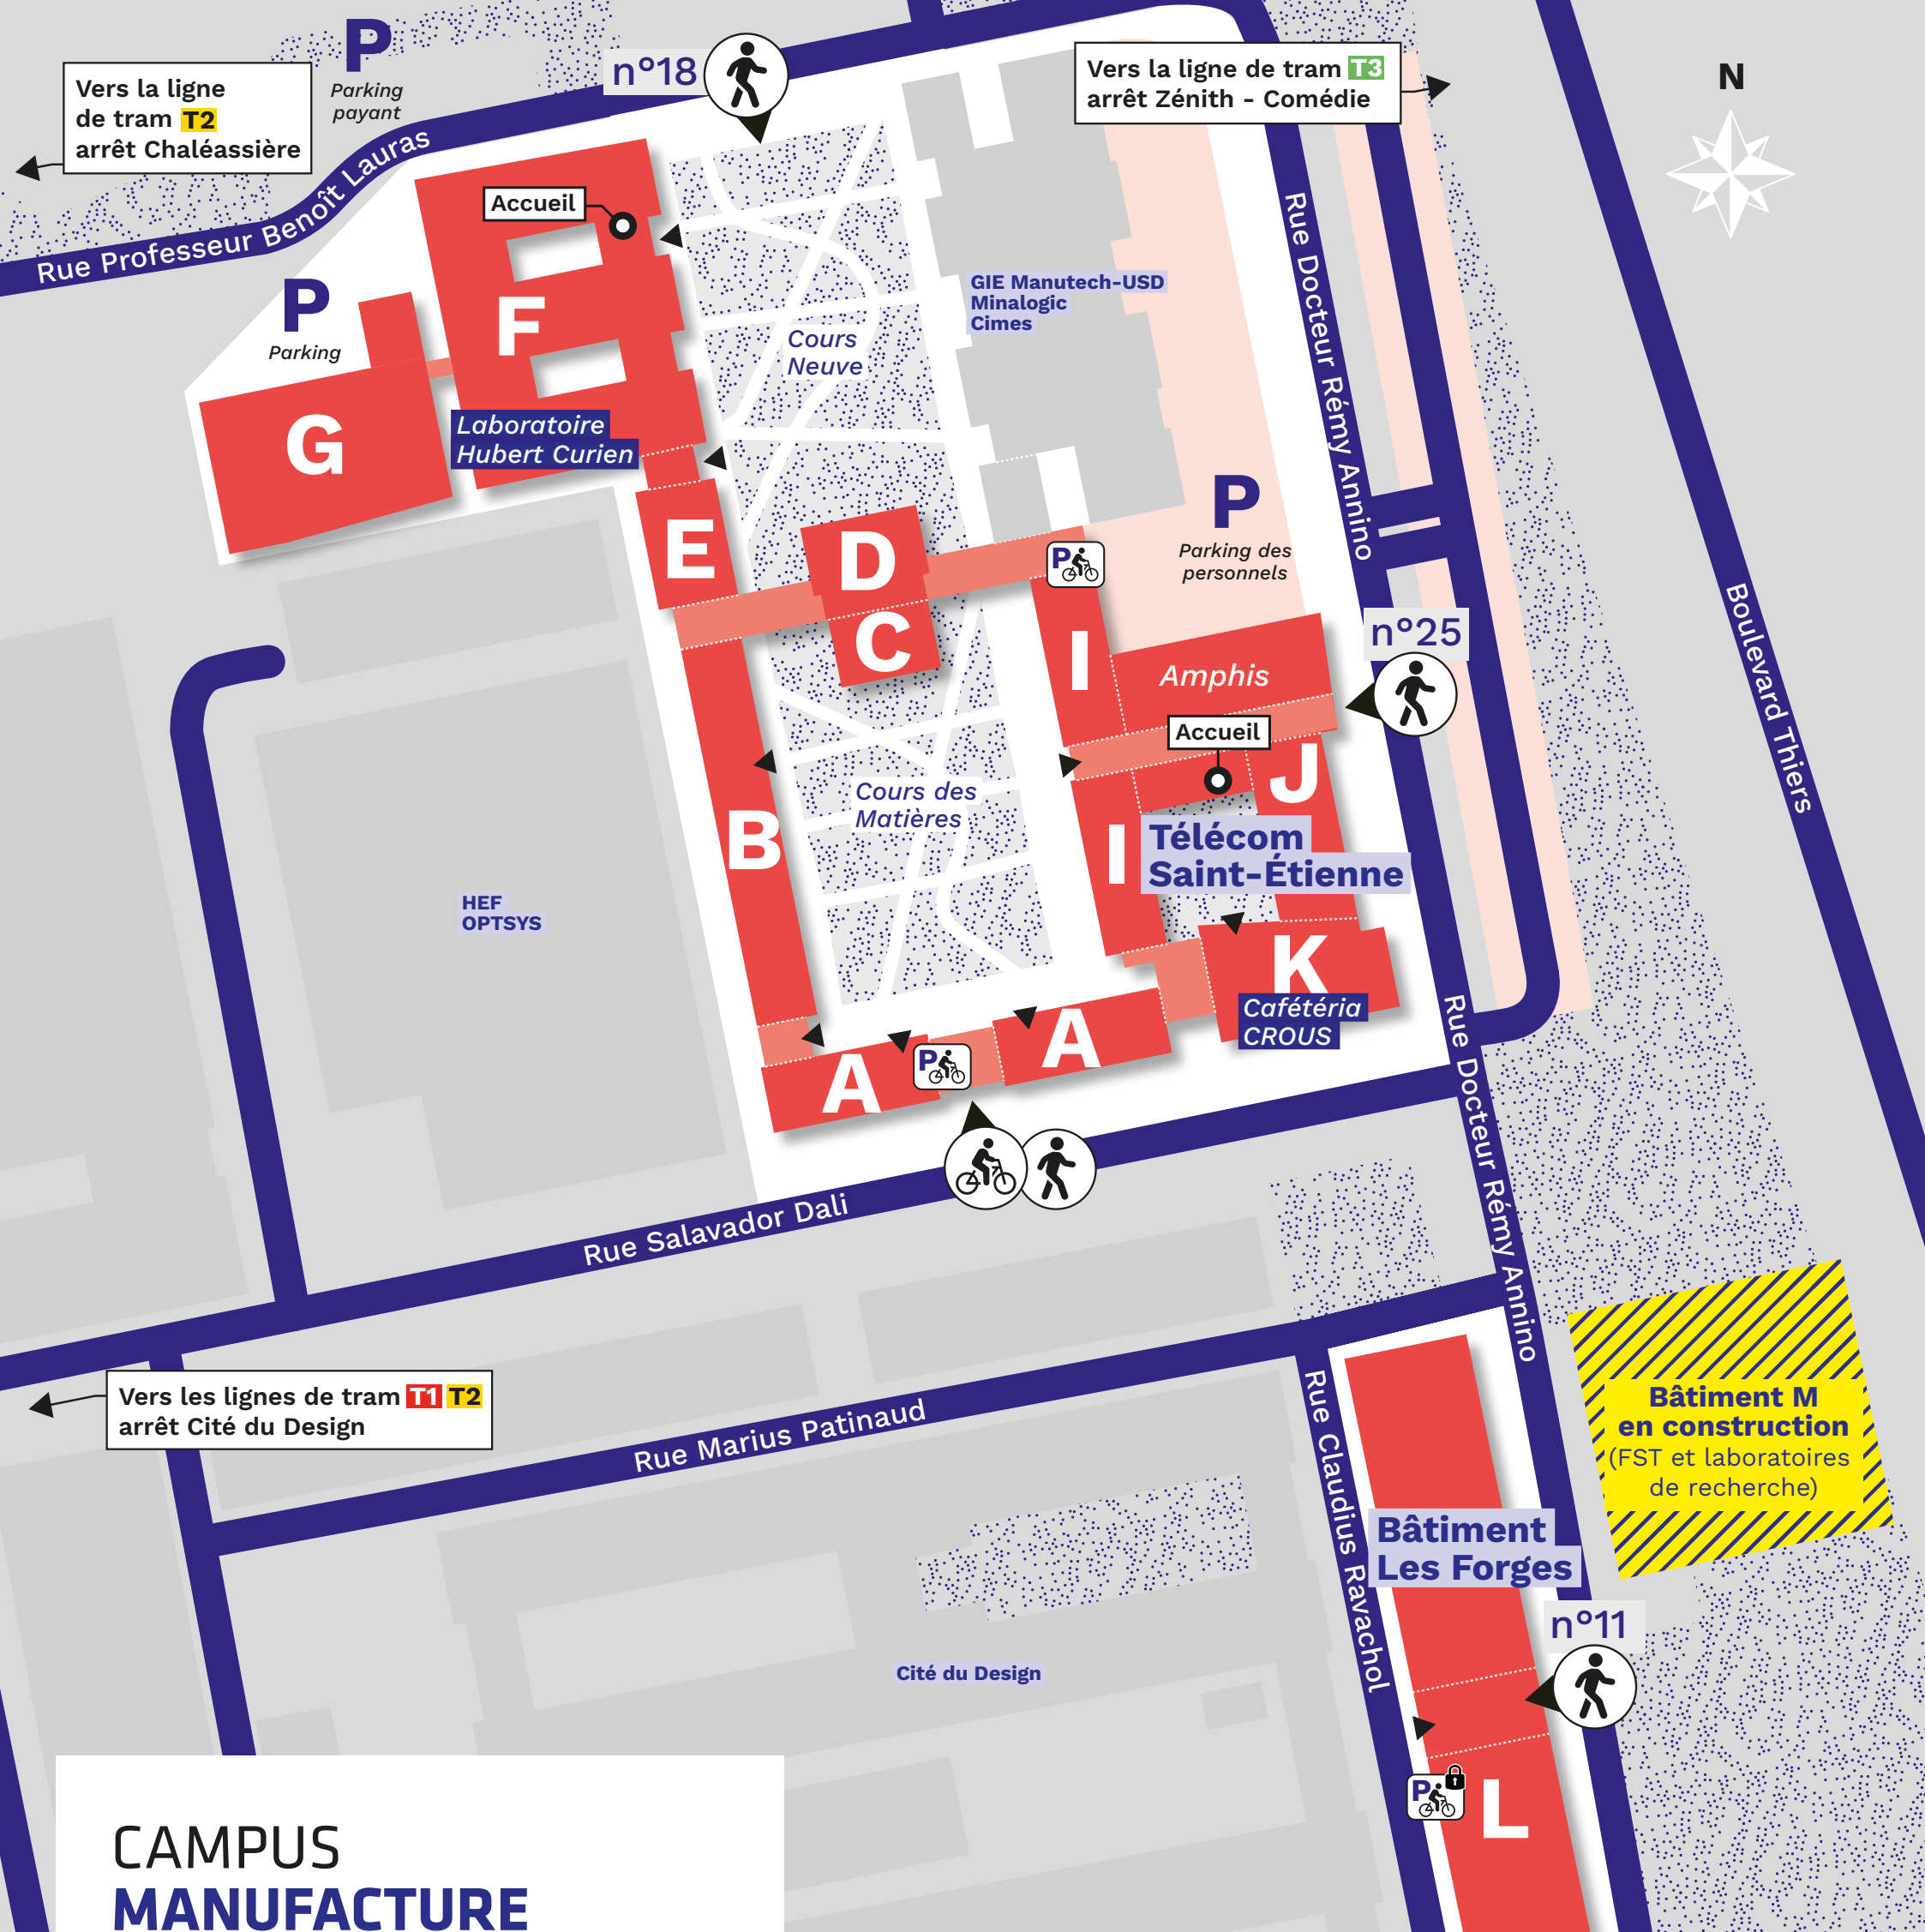 P
Parking
payant
n°18
Vers la ligne de tram T3
arrêt Zénith - Comédie
N
Vers la ligne
de tram T2
arrêt Chaléassière
Rue Professeur Benoît Lauras
Accueil
Rue Docteur Rémy Annino
P
Parking
F
GIE Manutech-USD
Minalogic
Cimes
Cours
Neuve
G
Laboratoire
Hubert Curien
P
Parking des
personnels
E
D
P
C
I
n°25
Boulevard Thiers
Amphis
Accueil
J
B
Cours des
Matières
I
Télécom
Saint-Étienne
HEF
OPTSYS
K
Cafétéria
CROUS
A
P
A
Rue Docteur Rémy Annino
Rue Salavador Dali
Vers les lignes de tram T1 T2
arrêt Cité du Design
Rue Marius Patinaud
Rue Claudius Ravachol
Bâtiment M
en construction
(FST et laboratoires
de recherche)
Bâtiment
Les Forges
n°11
Cité du Design
P
L
CAMPUS
MANUFACTURE